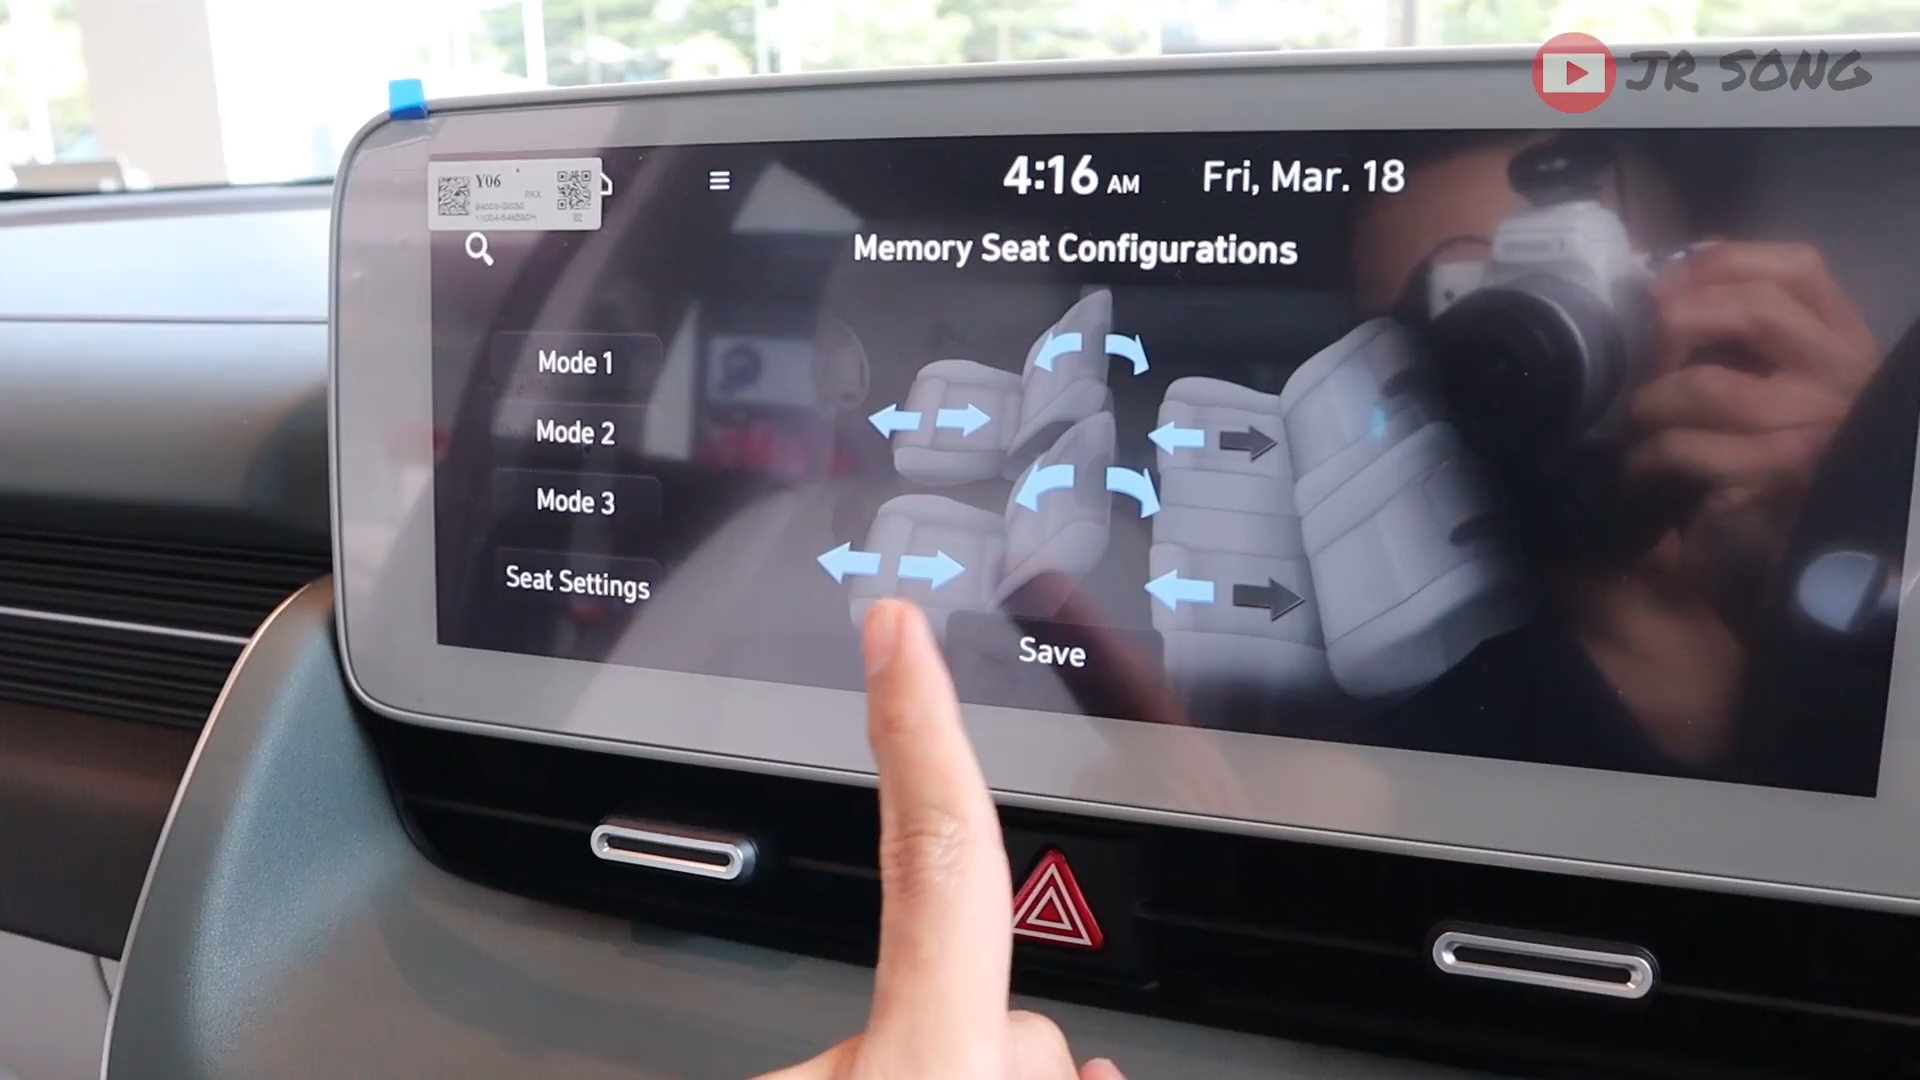 JR SONG
Y06
4:16 AM
Fri, Mar. 18
Memory Seat Configurations
Mode 1
Mode 2
Mode 3
Seat Settings
Save